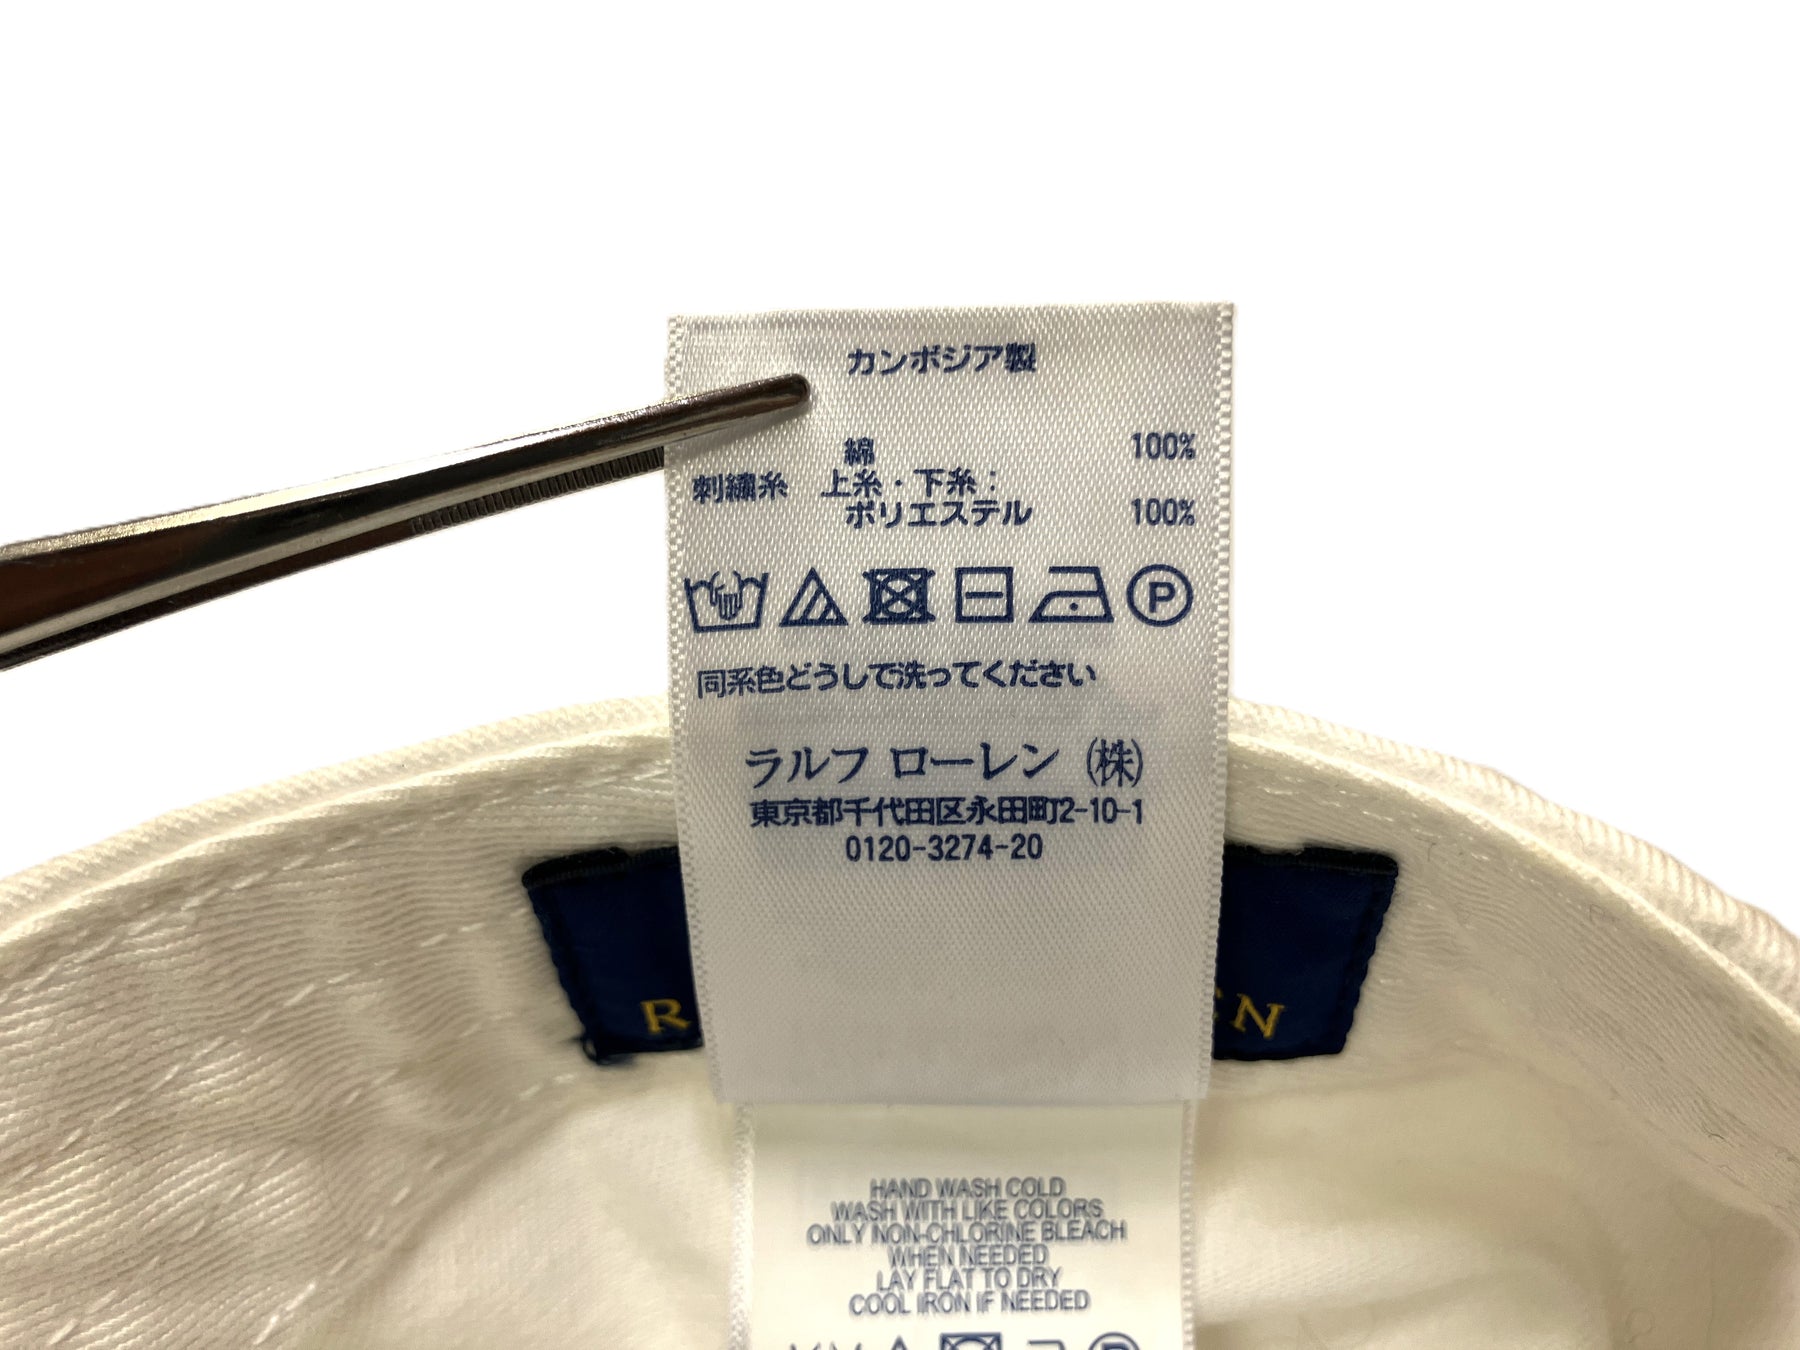 カンボジア製
綿 100%
刺繍糸 上糸・下糸:
ポリエステル 100%
P
同系色どうしで洗ってください
ラルフ ローレン (株)
東京都千代田区永田町2-10-1
0120-3274-20
R EN
HAND WASH COLD
WASH WITH LIKE COLORS
ONLY NON-CHLORINE BLEACH
WHEN NEEDED
LAY FLAT TO DRY
COOL IRON IF NEEDED
P